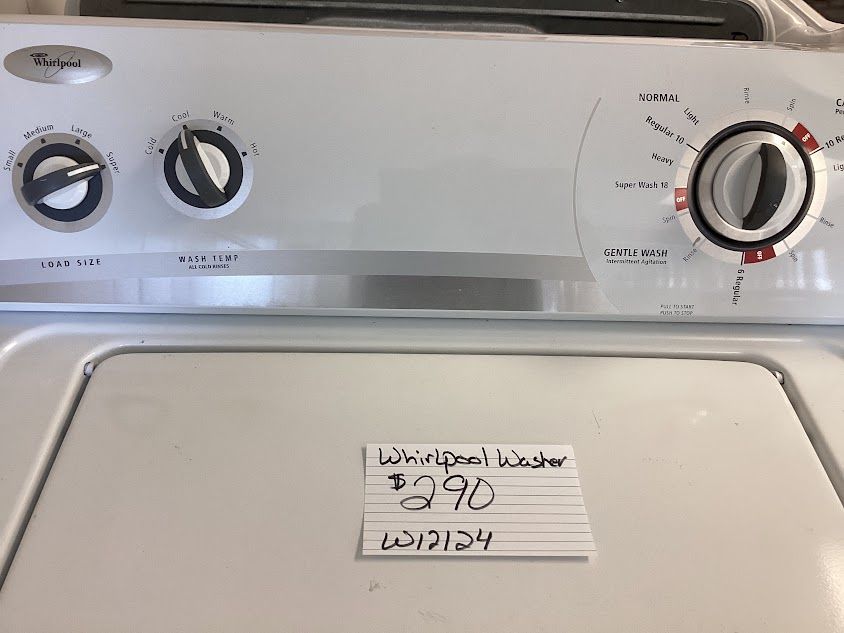 Whirlpool
Small
Medium
Large
Super
LOAD SIZE
Cold
Cool
Warm
Hot
WASH TEMP
ALL COLD RINSES
NORMAL
Light
Regular 10
Heavy
Super Wash 18
OFF
Spin
Rinse
GENTLE WASH
Intermittent Agitation
6 Regular
OFF
Spin
Rinse
Rinse
Spin
OFF
PULL TO START
PUSH TO STOP
Whirlpool Washer
$290
W12124